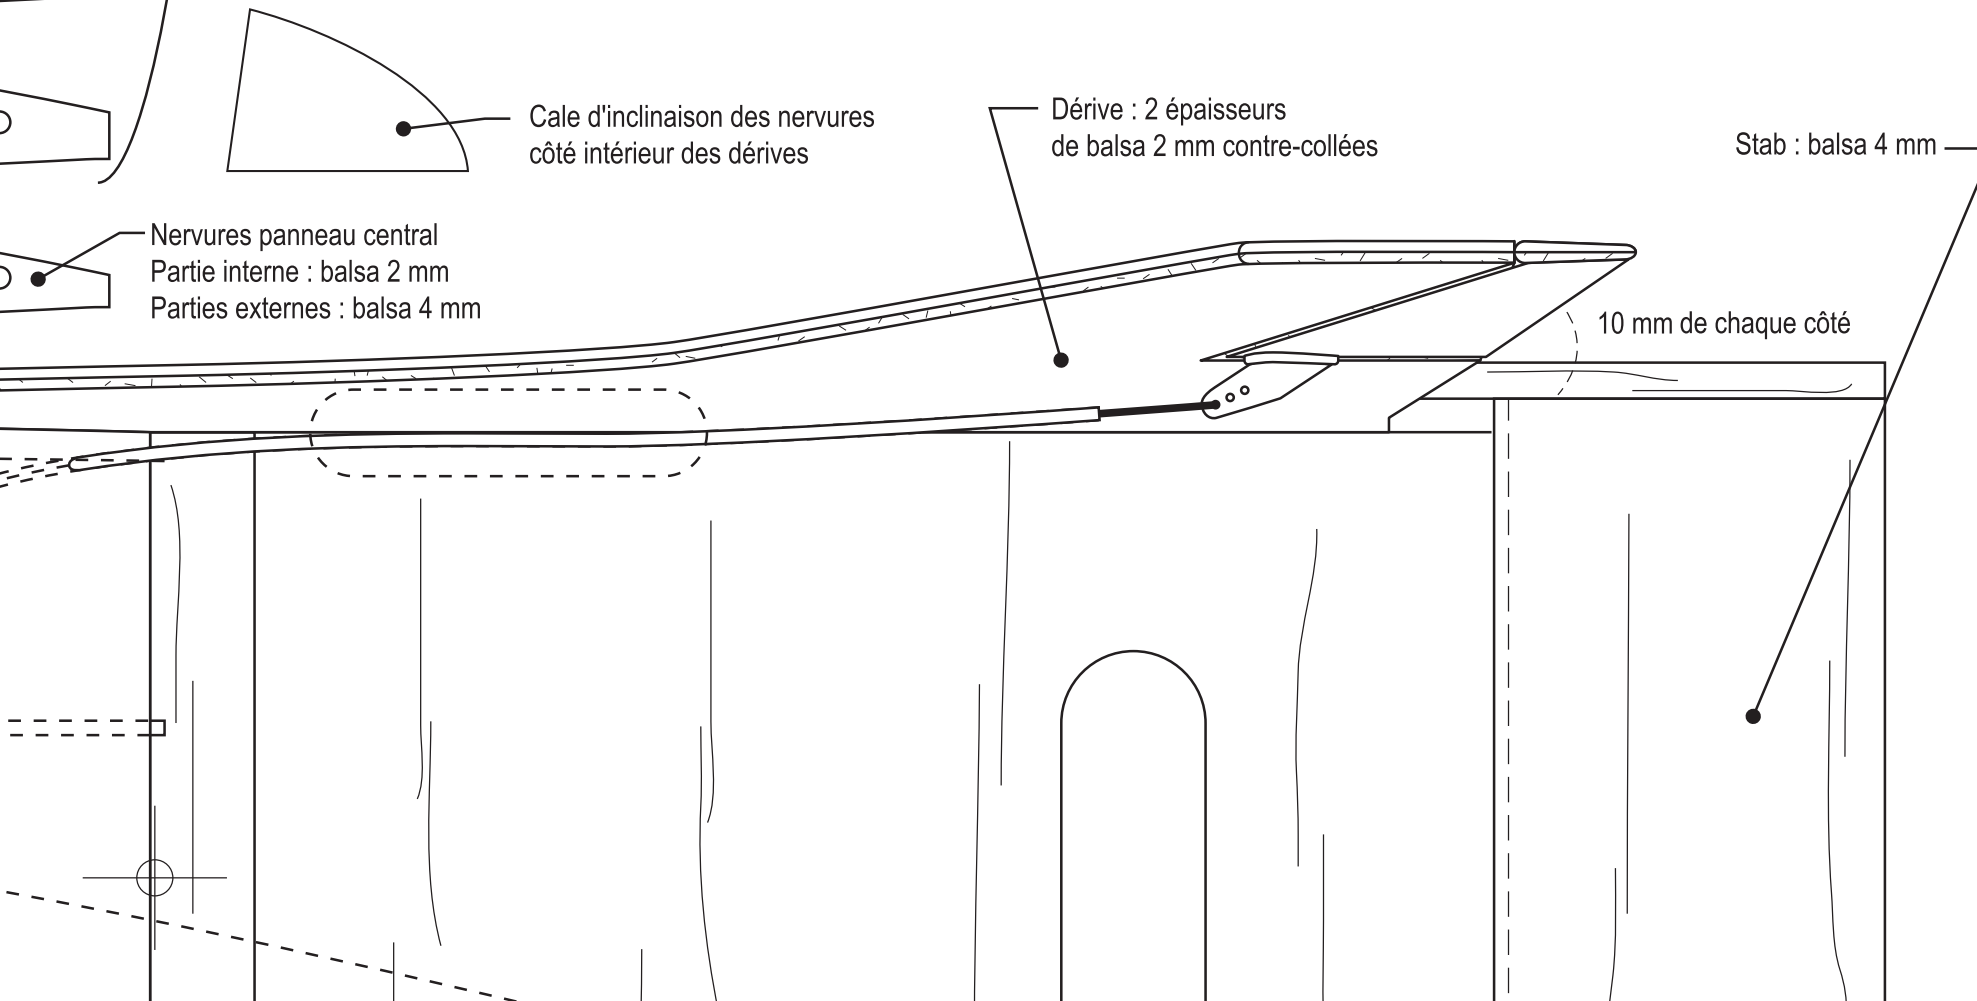 Cale d'inclinaison des nervures
côté intérieur des dérives
Dérive : 2 épaisseurs
de balsa 2 mm contre-collées
Stab : balsa 4 mm
Nervures panneau central
Partie interne : balsa 2 mm
Parties externes : balsa 4 mm
10 mm de chaque côté